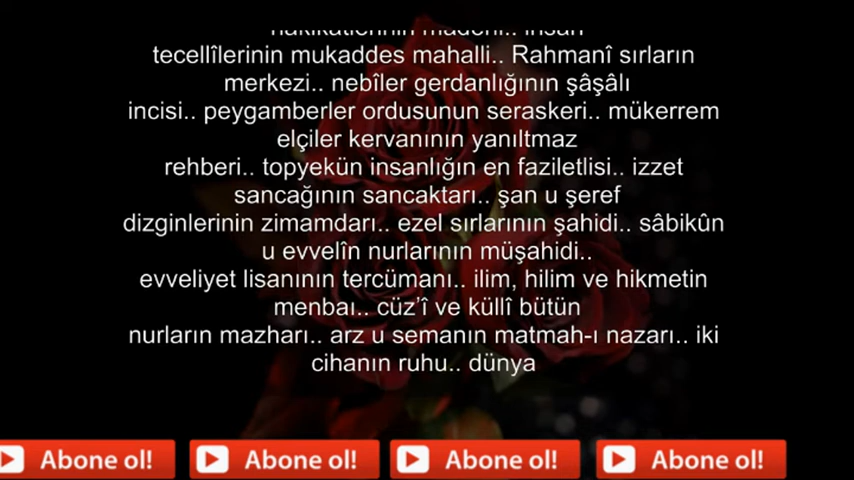 hakikatlerinin madeni.. ihsan
tecellîlerinin mukaddes mahalli.. Rahmanî sırların
merkezi.. nebîler gerdanlığının şâşâlı
incisi.. peygamberler ordusunun seraskeri.. mükerrem
elçiler kervanının yanıltmaz
rehberi.. topyekün insanlığın en faziletlisi.. izzet
sancağının sancaktarı.. şan u şeref
dizginlerinin zimamdarı.. ezel sırlarının şahidi.. sâbikûn
u evvelîn nurlarının müşahidi..
evveliyet lisanının tercümanı.. ilim, hilim ve hikmetin
menbaı.. cüz’î ve küllî bütün
nurların mazharı.. arz u semanın matmah-ı nazarı.. iki
cihanın ruhu.. dünya
Abone ol! Abone ol! Abone ol! Abone ol!